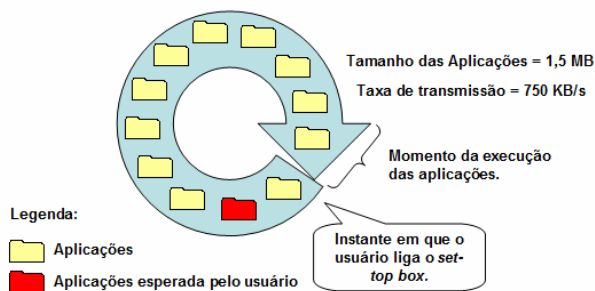 Tamanho das Aplicações = 1,5 MB
Taxa de transmissão = 750 KB/s
Momento da execução
das aplicações.
Instante em que o
usuário liga o set-
top box.
Legenda:
Aplicações
Aplicações esperada pelo usuário